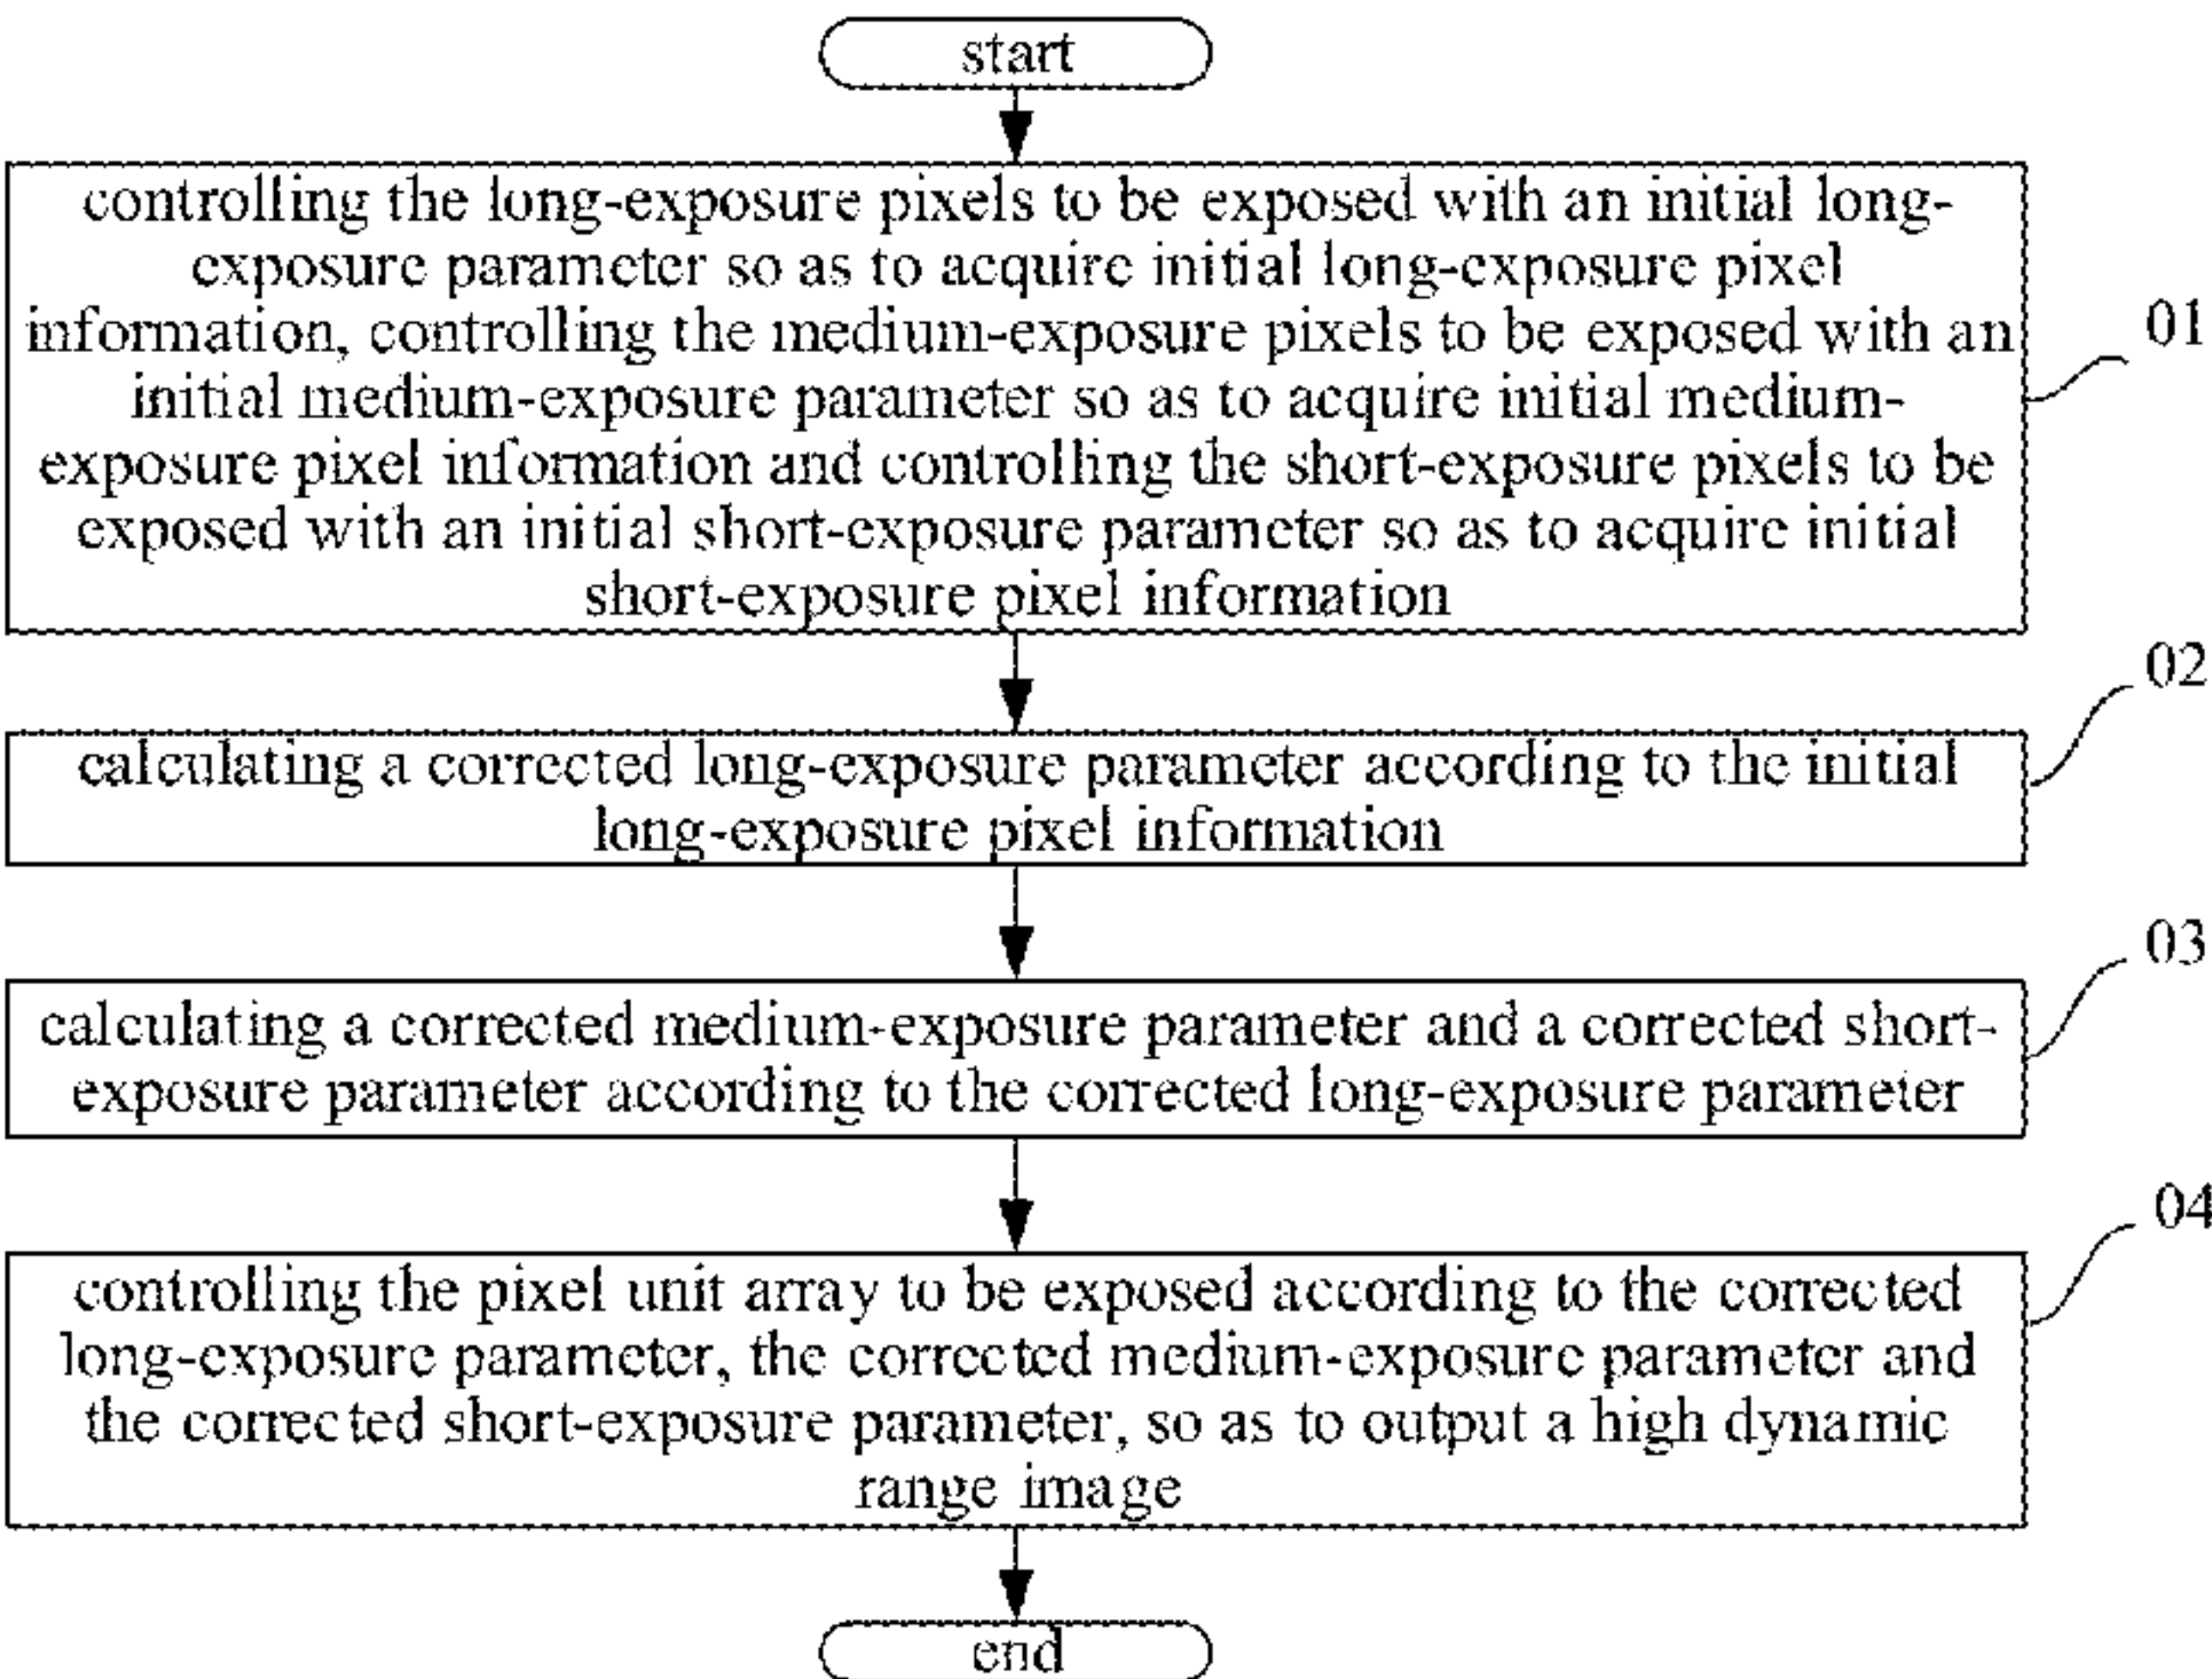 start
controlling the long-exposure pixels to be exposed with an initial long-
exposure parameter so as to acquire initial long-exposure pixel
information, controlling the medium-exposure pixels to be exposed with an
initial medium-exposure parameter so as to acquire initial medium-
exposure pixel information and controlling the short-exposure pixels to be
exposed with an initial short-exposure parameter so as to acquire initial
short-exposure pixel information
01
02
calculating a corrected long-exposure parameter according to the initial
long-exposure pixel information
03
calculating a corrected medium-exposure parameter and a corrected short-
exposure parameter according to the corrected long-exposure parameter
04
controlling the pixel unit array to be exposed according to the corrected
long-exposure parameter, the corrected medium-exposure parameter and
the corrected short-exposure parameter, so as to output a high dynamic
range image
end